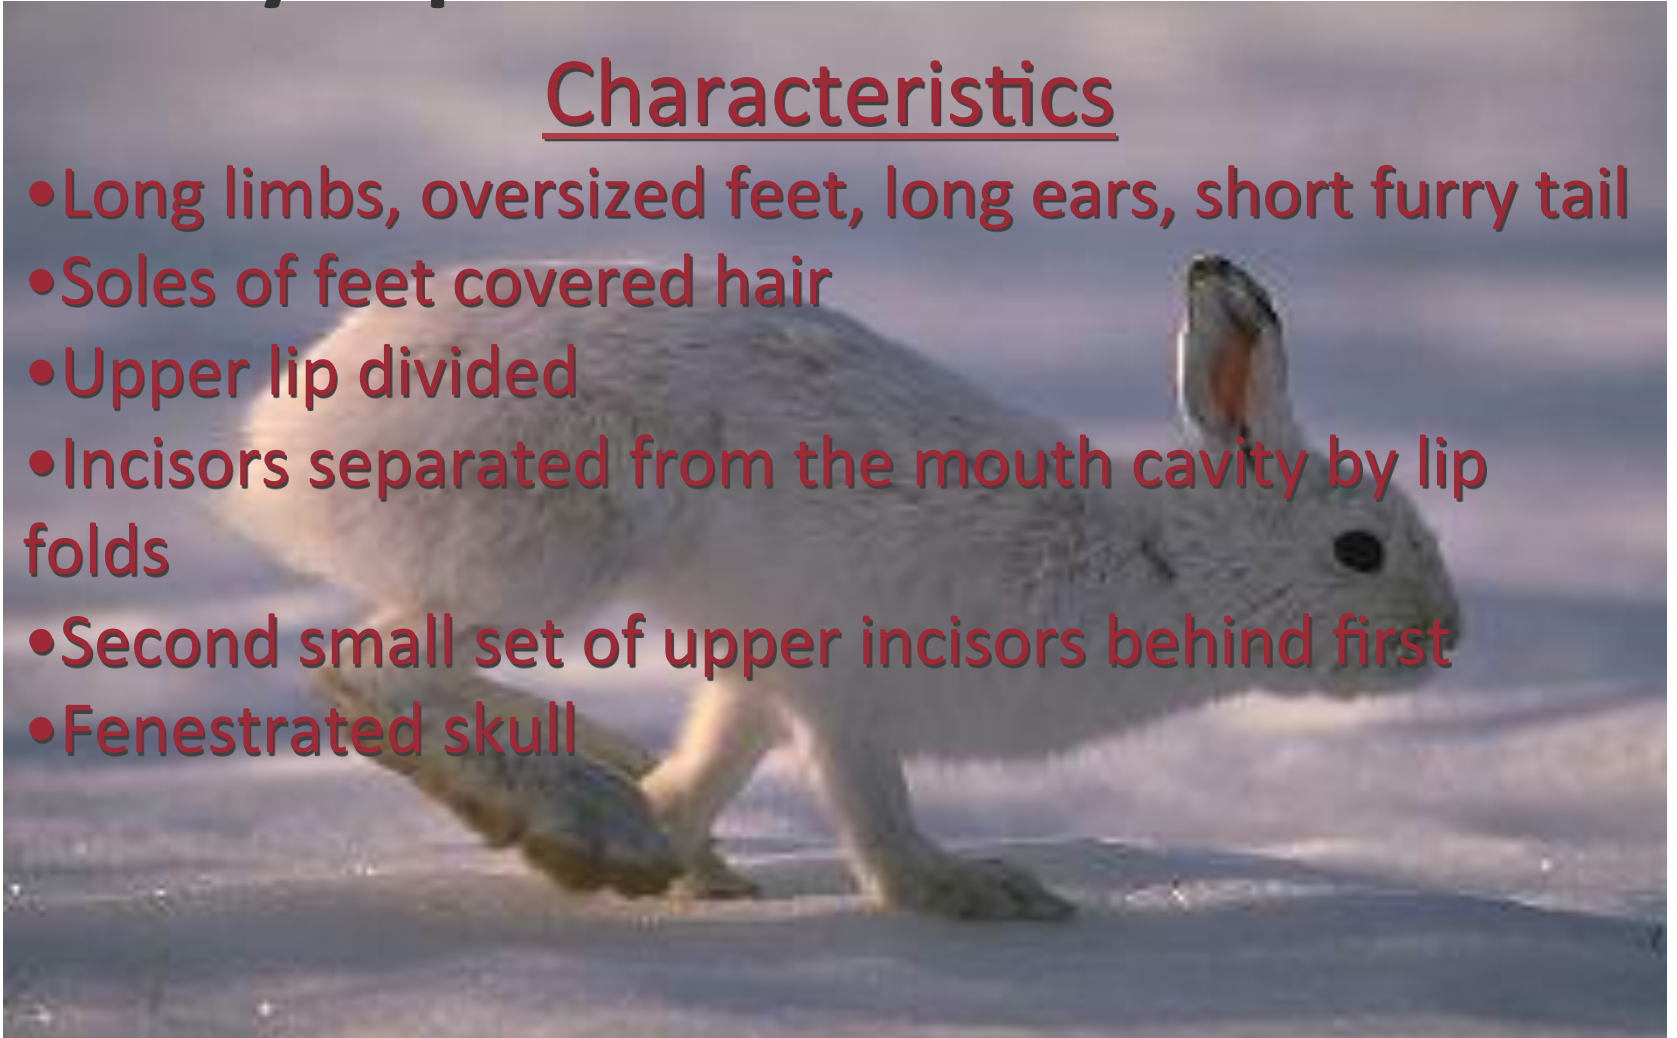 Characteristics
•Long limbs, oversized feet, long ears, short furry tail
•Soles of feet covered hair
•Upper lip divided
•Incisors separated from the mouth cavity by lip
folds
•Second small set of upper incisors behind first
•Fenestrated skull